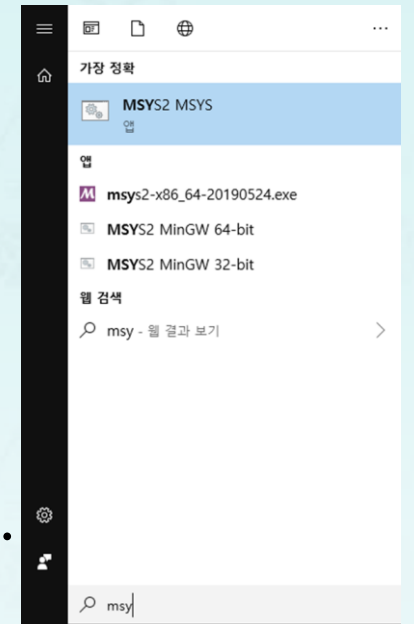 가장 정확
MSYS2 MSYS
앱
앱
msys2-x86_64-20190524.exe
MSYS2 MinGW 64-bit
MSYS2 MinGW 32-bit
웹 검색
msy - 웹 결과 보기
msy